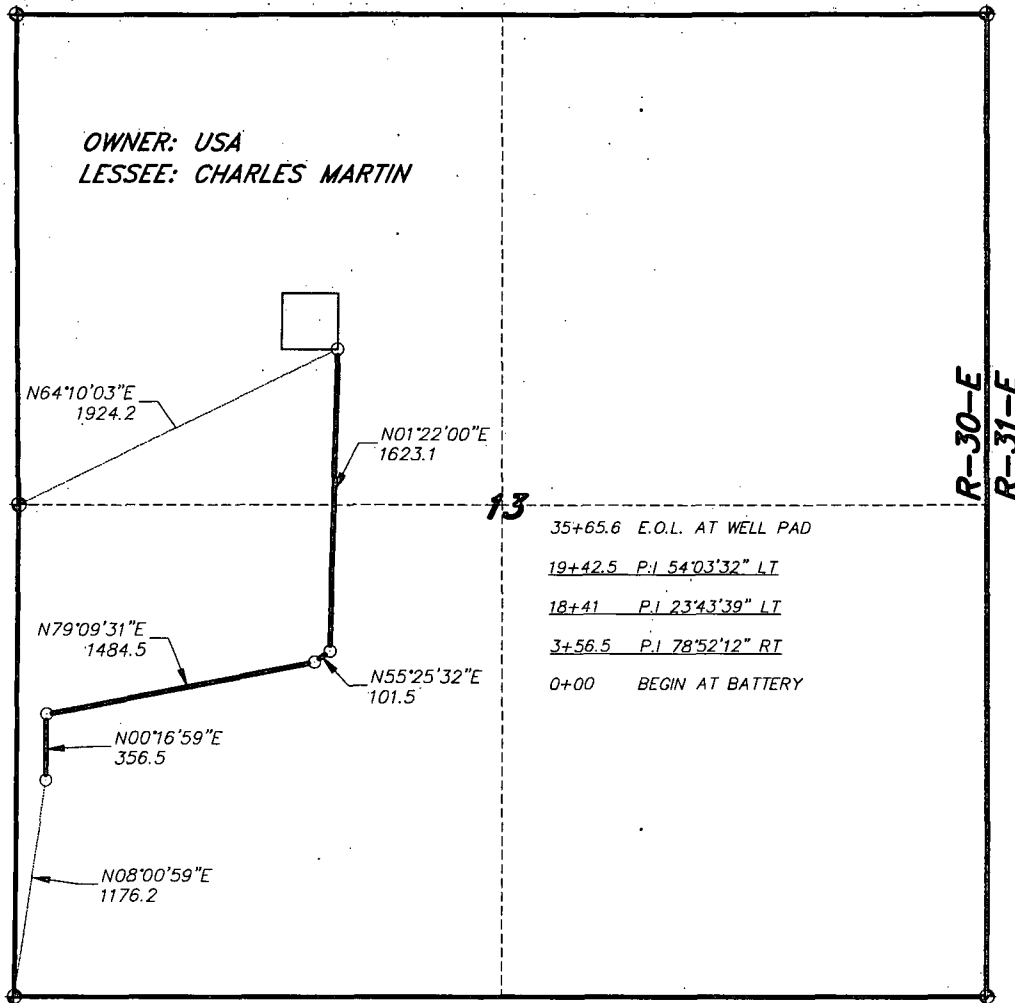 OWNER: USA
LESSEE: CHARLES MARTIN
N64°10'03"E
1924.2
N01°22'00"E
1623.1
R-30-E
R-31-E
13
35+65.6 E.O.L. AT WELL PAD
19+42.5 P.I 54°03'32" LT
18+41 P.I 23°43'39" LT
3+56.5 P.I 78°52'12" RT
0+00 BEGIN AT BATTERY
N79°09'31"E
1484.5
N55°25'32"E
101.5
N00°16'59"E
356.5
N08°00'59"E
1176.2